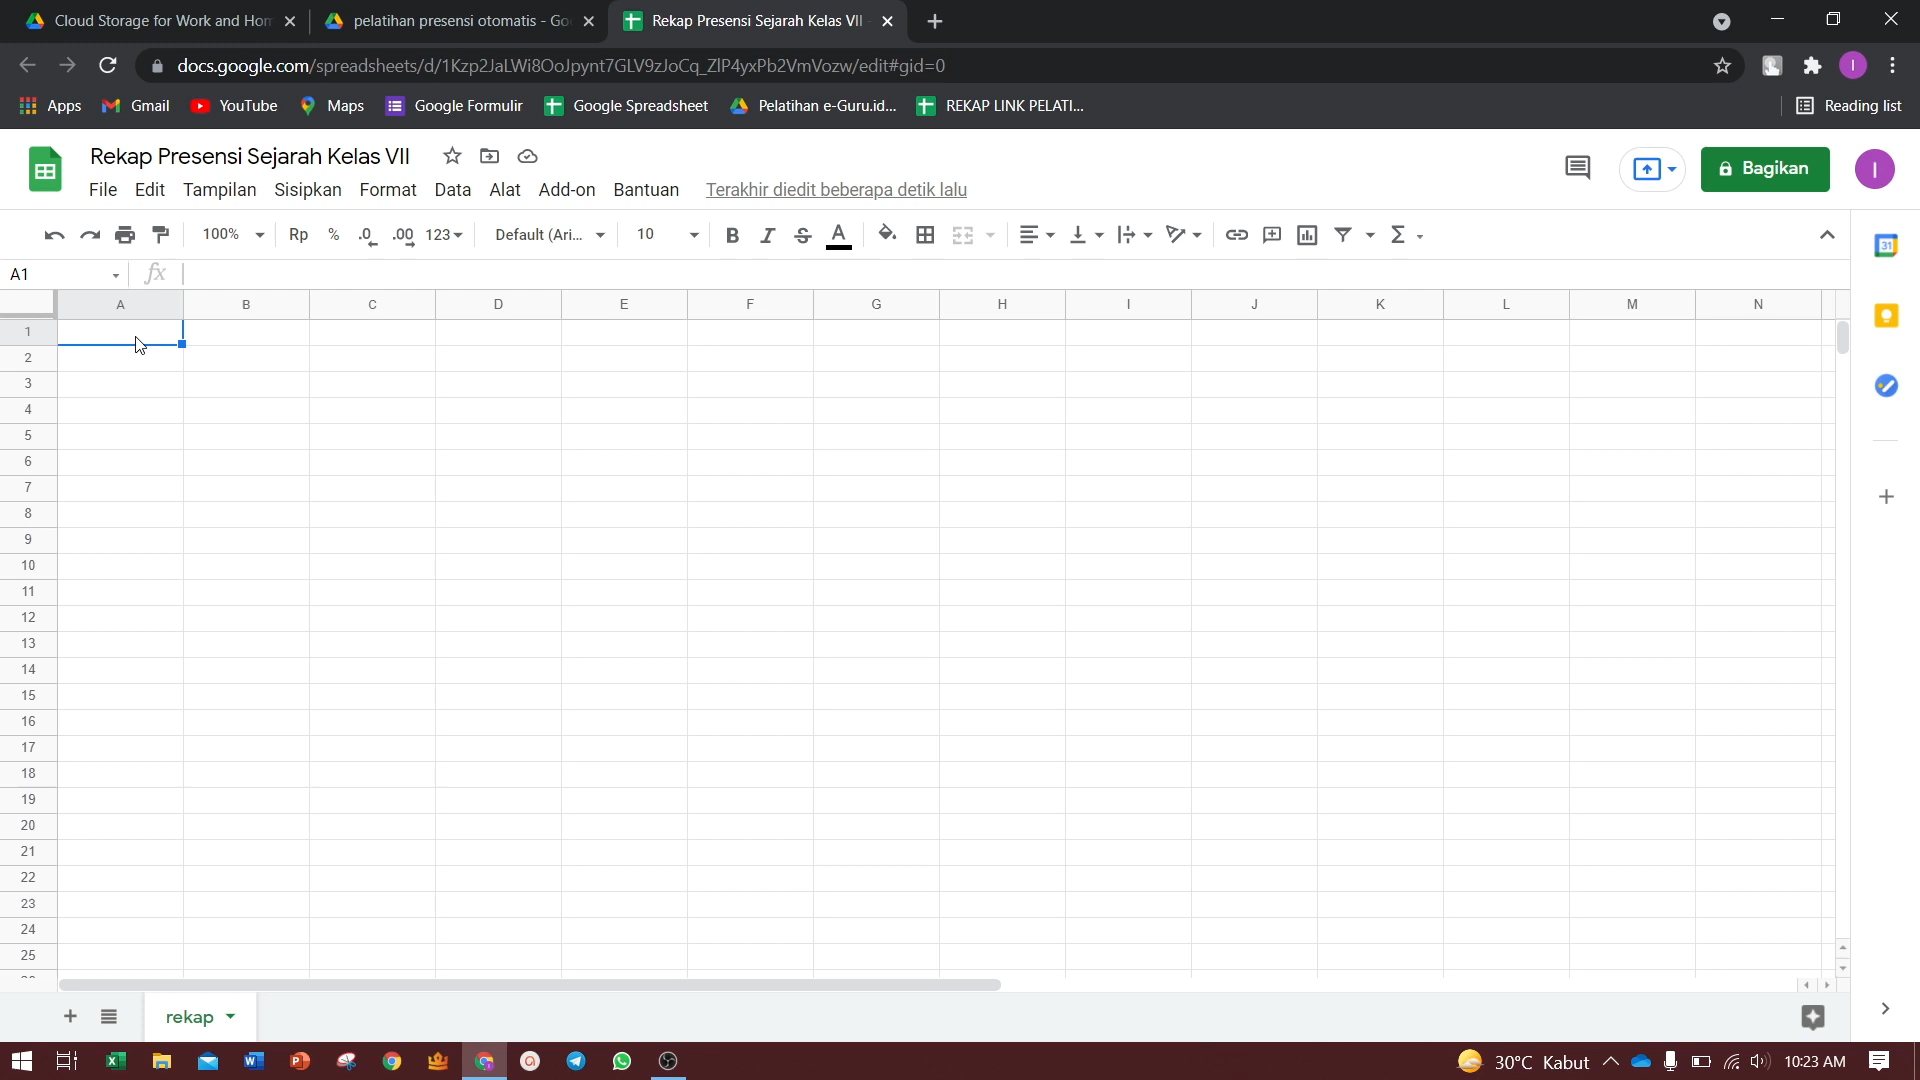 Cloud Storage for Work and Hom
pelatihan presensi otomatis - Go
Rekap Presensi Sejarah Kelas VII -
docs.google.com/spreadsheets/d/1Kzp2JaLWi8OoJpynt7GLV9zJoCq_ZlP4yxPb2VmVozw/edit#gid=0
I
Apps
Gmail
YouTube
Maps
Google Formulir
Google Spreadsheet
Pelatihan e-Guru.id...
REKAP LINK PELATI...
Reading list
Rekap Presensi Sejarah Kelas VII
Bagikan
I
File Edit Tampilan Sisipkan Format Data Alat Add-on Bantuan Terakhir diedit beberapa detik lalu
100% Rp % .0 .00 123 Default (Ari... 10 B I S A Σ
31
A1 fx
A B C D E F G H I J K L M N
1
2
3
4
5
6
7
8
9
10
11
12
13
14
15
16
17
18
19
20
21
22
23
24
25
rekap
30°C Kabut
10:23 AM